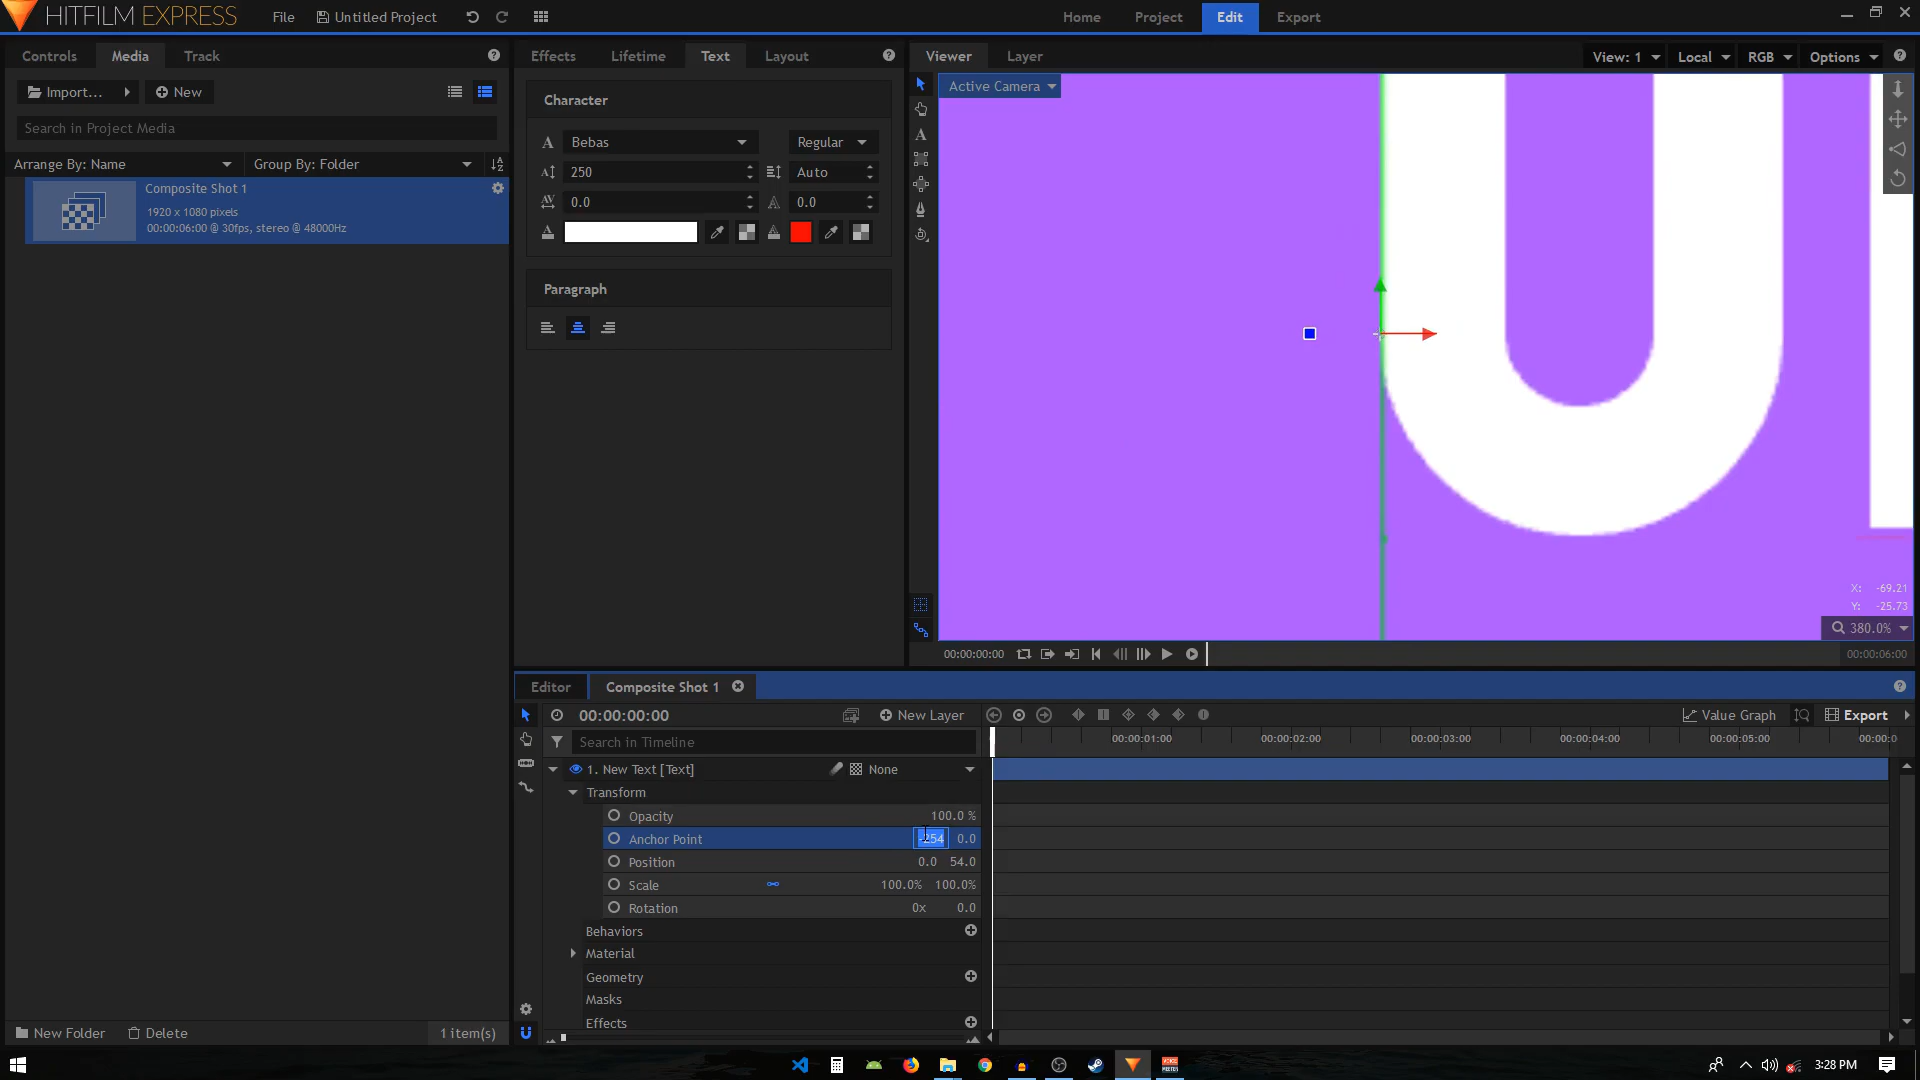 HITFILM EXPRESS
File
Untitled Project
Home
Project
Edit
Export
Controls
Media
Track
Import...
New
Search in Project Media
Arrange By: Name
Group By: Folder
Composite Shot 1
1920 x 1080 pixels
00:00:06:00 @ 30fps, stereo @ 48000Hz
New Folder
Delete
1 item(s)
Effects
Lifetime
Text
Layout
Character
Bebas
Regular
250
Auto
0.0
0.0
Paragraph
Viewer
Layer
View: 1
Local
RGB
Options
Active Camera
X: -69.21
Y: -25.73
380.0%
00:00:00:00
00:00:06:00
Editor
Composite Shot 1
00:00:00:00
New Layer
Value Graph
Export
Search in Timeline
00:00:01:00
00:00:02:00
00:00:03:00
00:00:04:00
00:00:05:00
00:00:0
1. New Text [Text]
None
Transform
Opacity
100.0 %
Anchor Point
-254
0.0
Position
0.0
54.0
Scale
100.0%
100.0%
Rotation
0x
0.0
Behaviors
Material
Geometry
Masks
Effects
3:28 PM